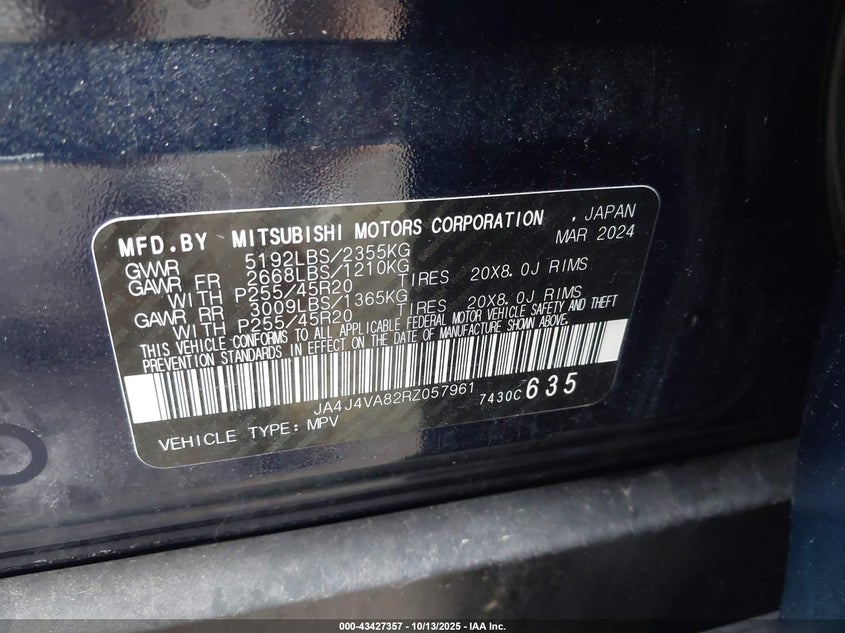 MFD.BY MITSUBISHI MOTORS CORPORATION , JAPAN
MAR 2024
GVWR 5192LBS/2355KG
GAWR FR 2668LBS/1210KG
WITH P255/45R20 TIRES 20X8.0J RIMS
GAWR RR 3009LBS/1365KG
WITH P255/45R20 TIRES 20X8.0J RIMS
THIS VEHICLE CONFORMS TO ALL APPLICABLE FEDERAL MOTOR VEHICLE SAFETY AND THEFT
PREVENTION STANDARDS IN EFFECT ON THE DATE OF MANUFACTURE SHOWN ABOVE.
JA4J4VA82RZ057961 7430C 635
VEHICLE TYPE: MPV
000-43427357 - 10/13/2025 - IAA Inc.